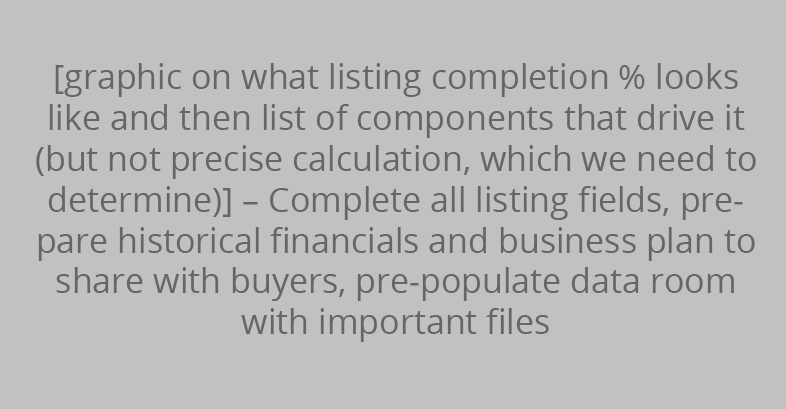 [graphic on what listing completion % looks
like and then list of components that drive it
(but not precise calculation, which we need to
determine)] – Complete all listing fields, pre-
pare historical financials and business plan to
share with buyers, pre-populate data room
with important files